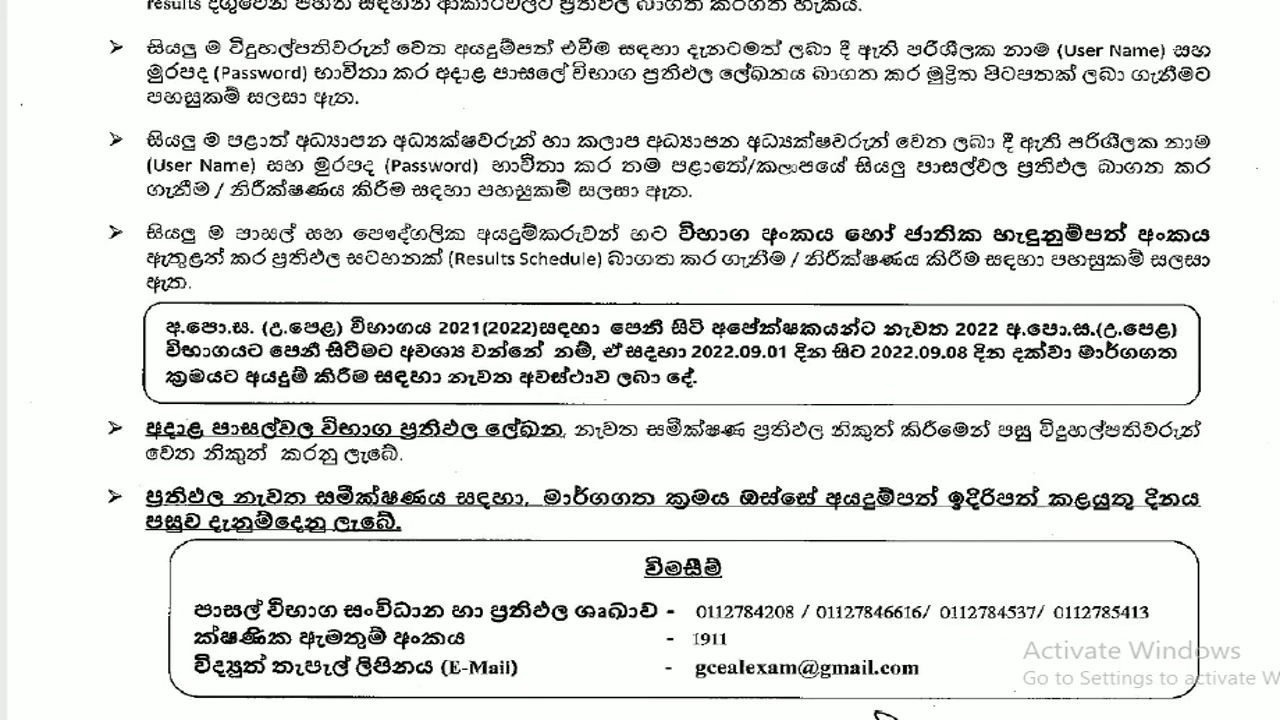 results දිගුවෙන් පහත සඳහන් ආකාරවලට ප්‍රතිඵල බාගත කරගත හැකිය.
➢ සියලු ම විදුහල්පතිවරුන් වෙත අයදුම්පත් එවීම සඳහා දැනටමත් ලබා දී ඇති පරිශීලක නාම (User Name) සහ
මුරපද (Password) භාවිතා කර අදාළ පාසලේ විභාග ප්‍රතිඵල ලේඛනය බාගත කර මුද්‍රිත පිටපතක් ලබා ගැනීමට
පහසුකම් සලසා ඇත.
➢ සියලු ම පළාත් අධ්‍යාපන අධ්‍යක්ෂවරුන් හා කලාප අධ්‍යාපන අධ්‍යක්ෂවරුන් වෙත ලබා දී ඇති පරිශීලක නාම
(User Name) සහ මුරපද (Password) භාවිතා කර තම පළාතේ/කලාපයේ සියලු පාසල්වල ප්‍රතිඵල බාගත කර
ගැනීම / නිරීක්ෂණය කිරීම සඳහා පහසුකම් සලසා ඇත.
➢ සියලු ම පාසල් සහ පෞද්ගලික අයදුම්කරුවන් හට විභාග අංකය හෝ ජාතික හැඳුනුම්පත් අංකය
ඇතුළත් කර ප්‍රතිඵල සටහනක් (Results Schedule) බාගත කර ගැනීම / නිරීක්ෂණය කිරීම සඳහා පහසුකම් සලසා
ඇත.
අ.පො.ස. (උ.පෙළ) විභාගය 2021(2022)සඳහා පෙනී සිටි අපේක්ෂකයන්ට නැවත 2022 අ.පො.ස.(උ.පෙළ)
විභාගයට පෙනී සිටීමට අවශ්‍ය වන්නේ නම්, ඒ සදහා 2022.09.01 දින සිට 2022.09.08 දින දක්වා මාර්ගගත
ක්‍රමයට අයදුම් කිරීම සඳහා නැවත අවස්ථාව ලබා දේ.
➢ අදාළ පාසල්වල විභාග ප්‍රතිඵල ලේඛන, නැවත සමීක්ෂණ ප්‍රතිඵල නිකුත් කිරීමෙන් පසු විදුහල්පතිවරුන්
වෙත නිකුත් කරනු ලැබේ.
➢ ප්‍රතිඵල නැවත සමීක්ෂණය සඳහා, මාර්ගගත ක්‍රමය ඔස්සේ අයදුම්පත් ඉදිරිපත් කළයුතු දිනය
පසුව දැනුම්දෙනු ලැබේ.
විමසීම්
පාසල් විභාග සංවිධාන හා ප්‍රතිඵල ශාඛාව - 0112784208 / 01127846616/ 0112784537/ 0112785413
ක්ෂණික ඇමතුම් අංකය - 1911
විද්‍යුත් තැපැල් ලිපිනය (E-Mail) - gcealexam@gmail.com
Activate Windows
Go to Settings to activate W